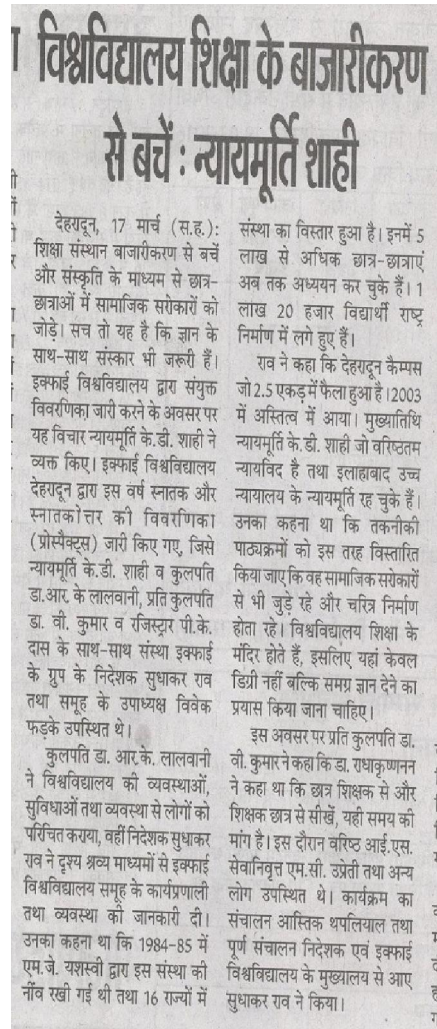 विश्वविद्यालय शिक्षा के बाजारीकरण
से बचें : न्यायमूर्ति शाही
देहरादून, 17 मार्च (स.ह.):
शिक्षा संस्थान बाजारीकरण से बचें
और संस्कृति के माध्यम से छात्र-
छात्राओं में सामाजिक सरोकारों को
जोड़े। सच तो यह है कि ज्ञान के
साथ-साथ संस्कार भी जरूरी हैं।
इक्फाई विश्वविद्यालय द्वारा संयुक्त
विवरणिका जारी करने के अवसर पर
यह विचार न्यायमूर्ति के.डी. शाही ने
व्यक्त किए। इक्फाई विश्वविद्यालय
देहरादून द्वारा इस वर्ष स्नातक और
स्नातकोत्तर की विवरणिका
(प्रोस्पैक्ट्स) जारी किए गए, जिसे
न्यायमूर्ति के.डी. शाही व कुलपति
डा.आर. के लालवानी, प्रति कुलपति
डा. वी. कुमार व रजिस्ट्रार पी.के.
दास के साथ-साथ संस्था इक्फाई
के ग्रुप के निदेशक सुधाकर राव
तथा समूह के उपाध्यक्ष विवेक
फड़के उपस्थित थे।
कुलपति डा. आर.के. लालवानी
ने विश्वविद्यालय की व्यवस्थाओं,
सुविधाओं तथा व्यवस्था से लोगों को
परिचित कराया, वहीं निदेशक सुधाकर
राव ने दृश्य श्रव्य माध्यमों से इक्फाई
विश्वविद्यालय समूह के कार्यप्रणाली
तथा व्यवस्था की जानकारी दी।
उनका कहना था कि 1984-85 में
एम.जे. यशस्वी द्वारा इस संस्था की
नींव रखी गई थी तथा 16 राज्यों में
संस्था का विस्तार हुआ है। इनमें 5
लाख से अधिक छात्र-छात्राएं
अब तक अध्ययन कर चुके हैं। 1
लाख 20 हजार विद्यार्थी राष्ट्र
निर्माण में लगे हुए हैं।
राव ने कहा कि देहरादून कैम्पस
जो 2.5 एकड़ में फैला हुआ है। 2003
में अस्तित्व में आया। मुख्यातिथि
न्यायमूर्ति के.डी. शाही जो वरिष्ठतम
न्यायविद है तथा इलाहाबाद उच्च
न्यायालय के न्यायमूर्ति रह चुके हैं।
उनका कहना था कि तकनीकी
पाठ्यक्रमों को इस तरह विस्तारित
किया जाए कि वह सामाजिक सरोकारों
से भी जुड़े रहे और चरित्र निर्माण
होता रहे। विश्वविद्यालय शिक्षा के
मंदिर होते हैं, इसलिए यहां केवल
डिग्री नहीं बल्कि समग्र ज्ञान देने का
प्रयास किया जाना चाहिए।
इस अवसर पर प्रति कुलपति डा.
वी. कुमार ने कहा कि डा. राधाकृष्णनन
ने कहा था कि छात्र शिक्षक से और
शिक्षक छात्र से सीखें, यही समय की
मांग है। इस दौरान वरिष्ठ आई.ए.एस.
सेवानिवृत्त एम.सी. उप्रेती तथा अन्य
लोग उपस्थित थे। कार्यक्रम का
संचालन आस्तिक थपलियाल तथा
पूर्ण संचालन निदेशक एवं इक्फाई
विश्वविद्यालय के मुख्यालय से आए
सुधाकर राव ने किया।